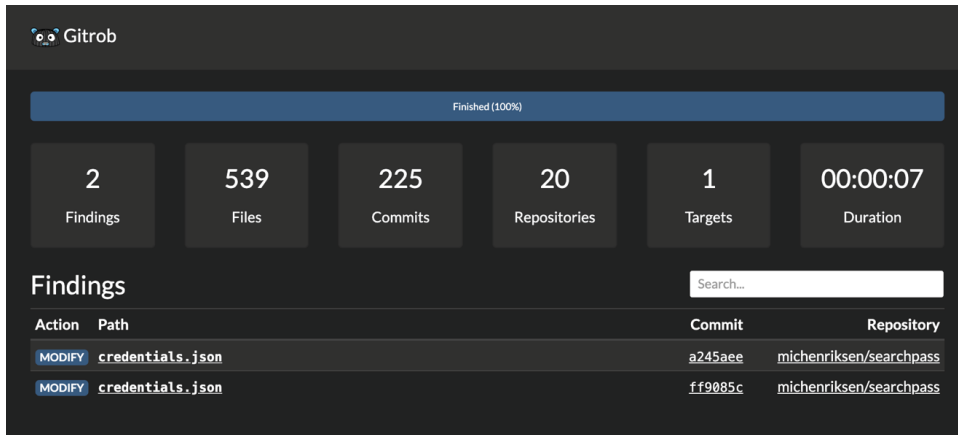 Gitrob
Finished (100%)
2 539 225 20 1 00:00:07
Findings Files Commits Repositories Targets Duration
Findings Search...
Action Path Commit Repository
MODIFY credentials.json a245aee michenriksen/searchpass
MODIFY credentials.json ff9085c michenriksen/searchpass